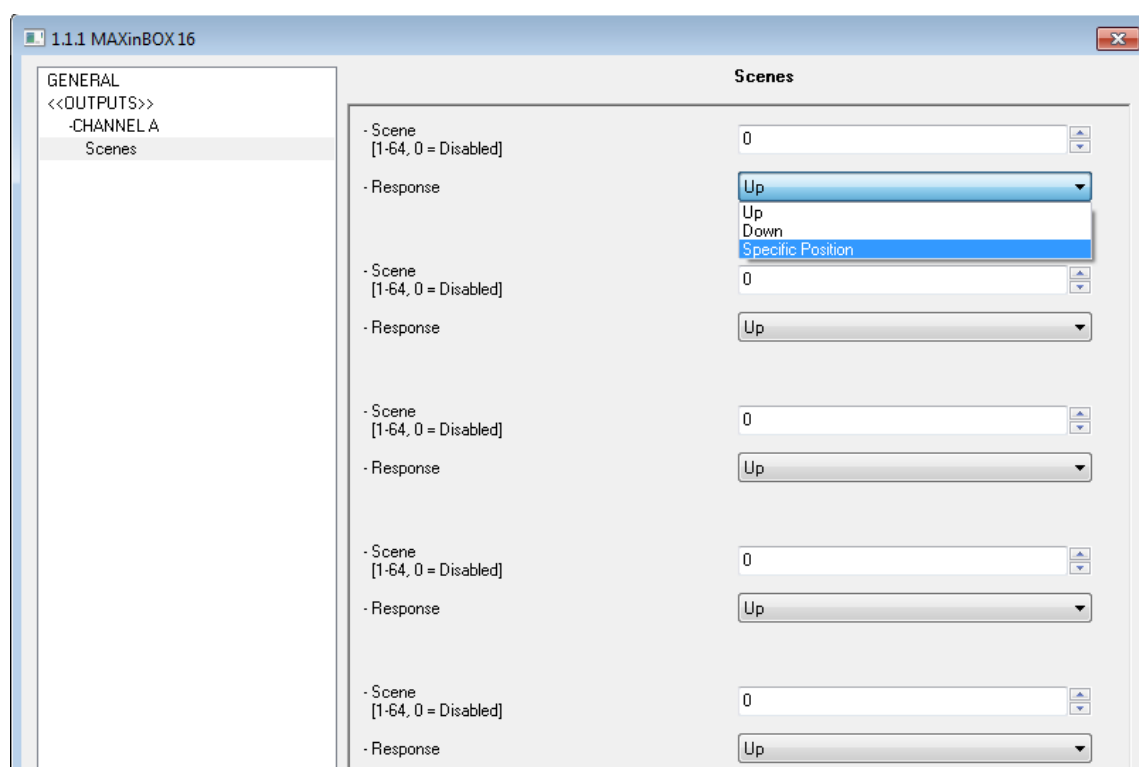 1.1.1 MAXinBOX 16
GENERAL
<<OUTPUTS>>
-CHANNEL A
Scenes
Scenes
- Scene
[1-64, 0 = Disabled]
0
- Response
Up
Up
Down
Specific Position
- Scene
[1-64, 0 = Disabled]
0
- Response
Up
- Scene
[1-64, 0 = Disabled]
0
- Response
Up
- Scene
[1-64, 0 = Disabled]
0
- Response
Up
- Scene
[1-64, 0 = Disabled]
0
- Response
Up